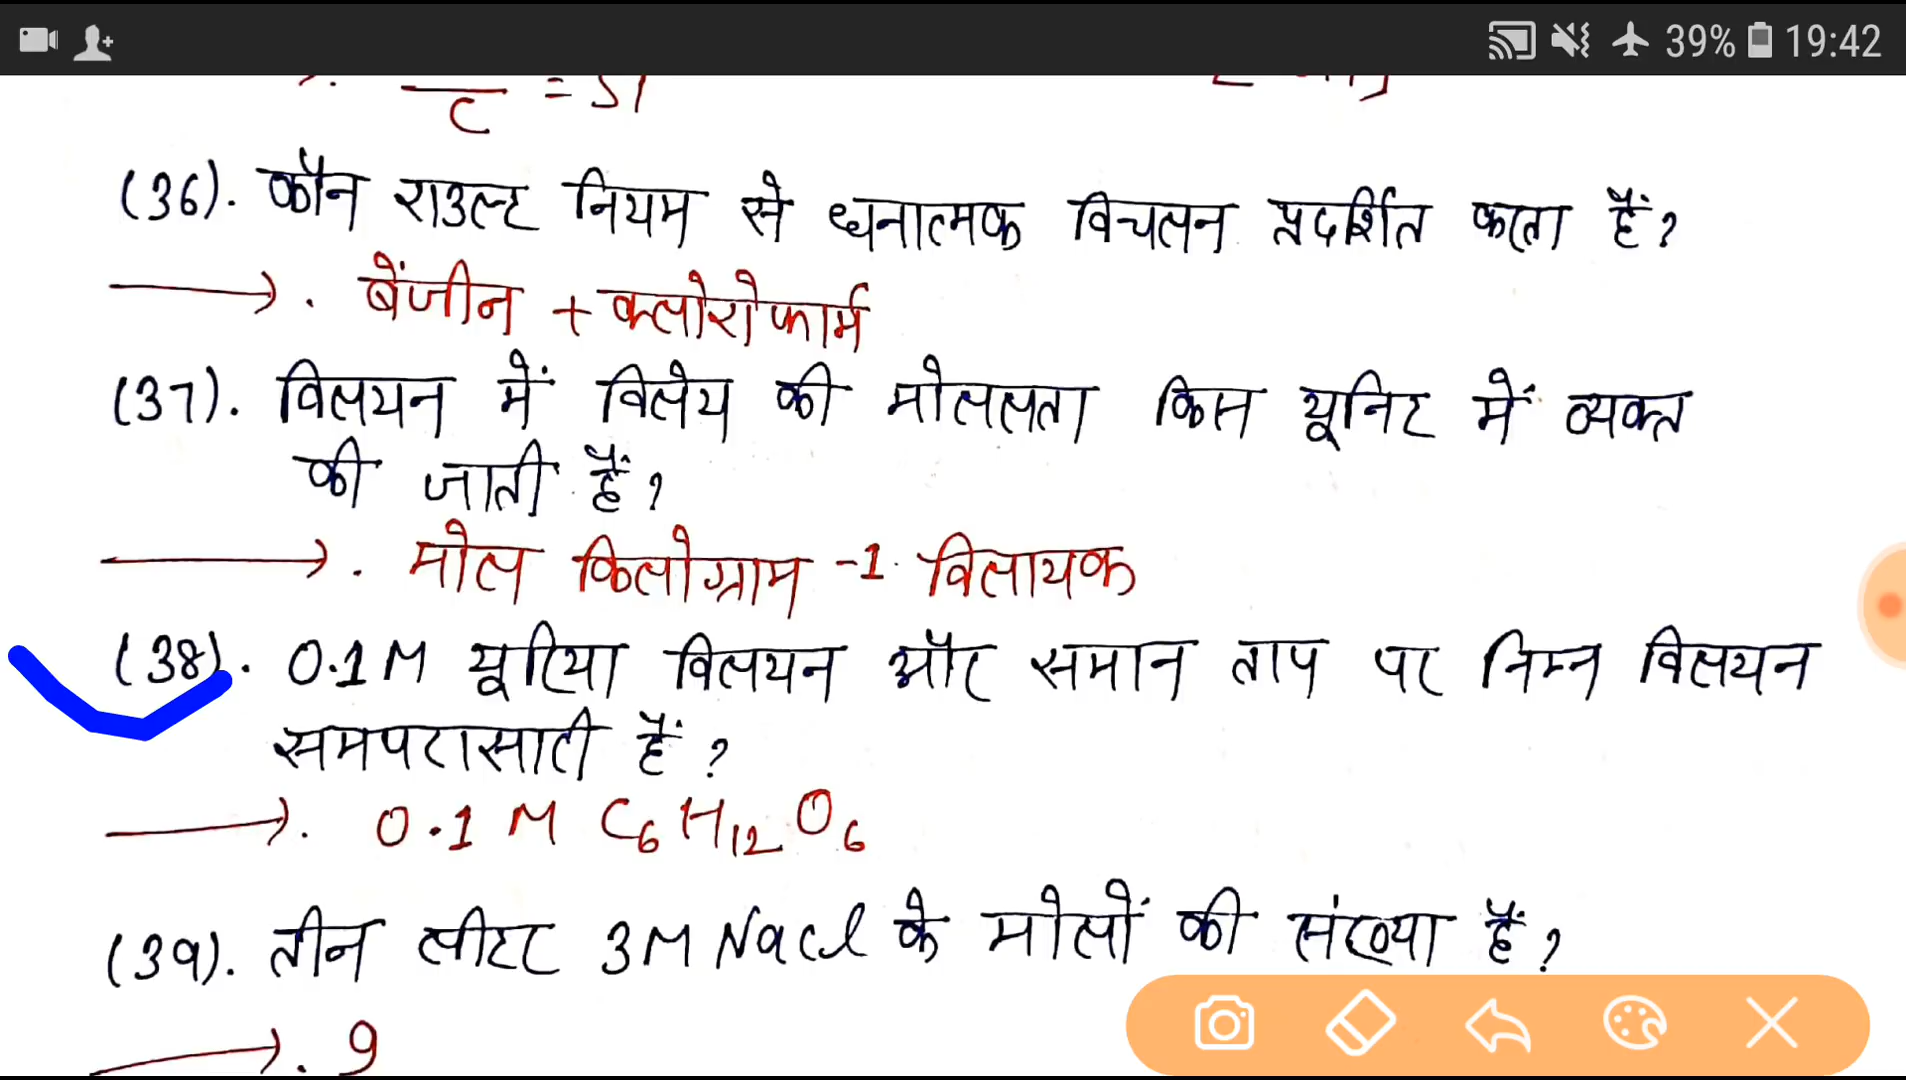 39% 19:42
C = π
(36). कौन राउल्ट नियम से धनात्मक विचलन प्रदर्शित करता हैं?
→. बेंजीन + क्लोरोफार्म
(37). विलयन में विलेय की मोललता किस यूनिट में व्यक्त
की जाती हैं?
→. मोल किलोग्राम -1. विलायक
(38). 0.1M यूरिया विलयन और समान ताप पर निम्न विलयन
समपरासारी हैं?
→. 0.1 M C₆H₁₂O₆
(39). तीन लीटर 3M Nacl के मोलों की संख्या हैं?
→. 9